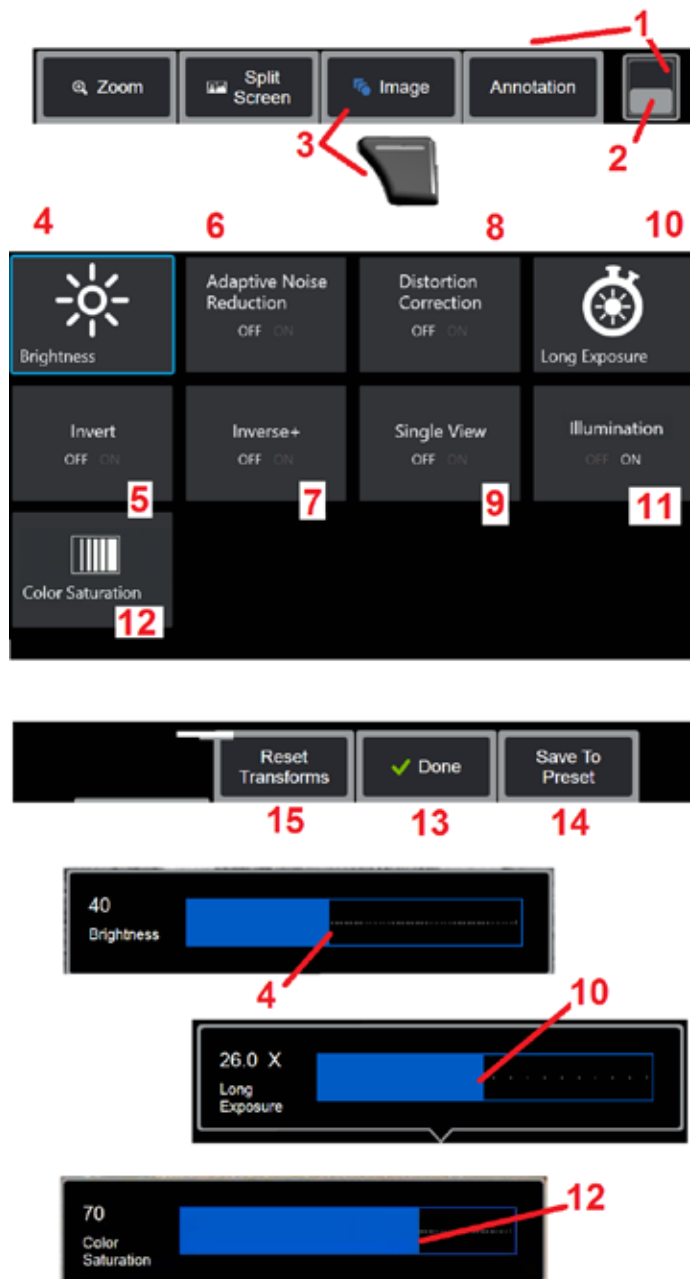 1
Zoom
Split
Screen
Image
Annotation
3
2
4
6
8
10
Adaptive Noise
Reduction
OFF ON
Distortion
Correction
OFF ON
Brightness
Long Exposure
Invert
OFF ON
Inverse+
OFF ON
Single View
OFF ON
Illumination
OFF ON
5
7
9
11
Color Saturation
12
Reset
Transforms
Done
Save To
Preset
15
13
14
40
Brightness
4
10
26.0 X
Long
Exposure
12
70
Color
Saturation